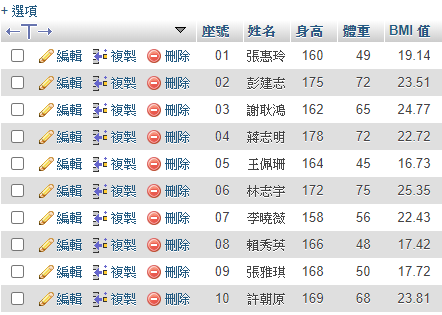 + 選項
座號 姓名 身高 體重 BMI 值
編輯 複製 刪除 01 張惠玲 160 49 19.14
編輯 複製 刪除 02 彭建志 175 72 23.51
編輯 複製 刪除 03 謝耿鴻 162 65 24.77
編輯 複製 刪除 04 蔣志明 178 72 22.72
編輯 複製 刪除 05 王佩珊 164 45 16.73
編輯 複製 刪除 06 林志宇 172 75 25.35
編輯 複製 刪除 07 李曉薇 158 56 22.43
編輯 複製 刪除 08 賴秀英 166 48 17.42
編輯 複製 刪除 09 張雅琪 168 50 17.72
編輯 複製 刪除 10 許朝原 169 68 23.81